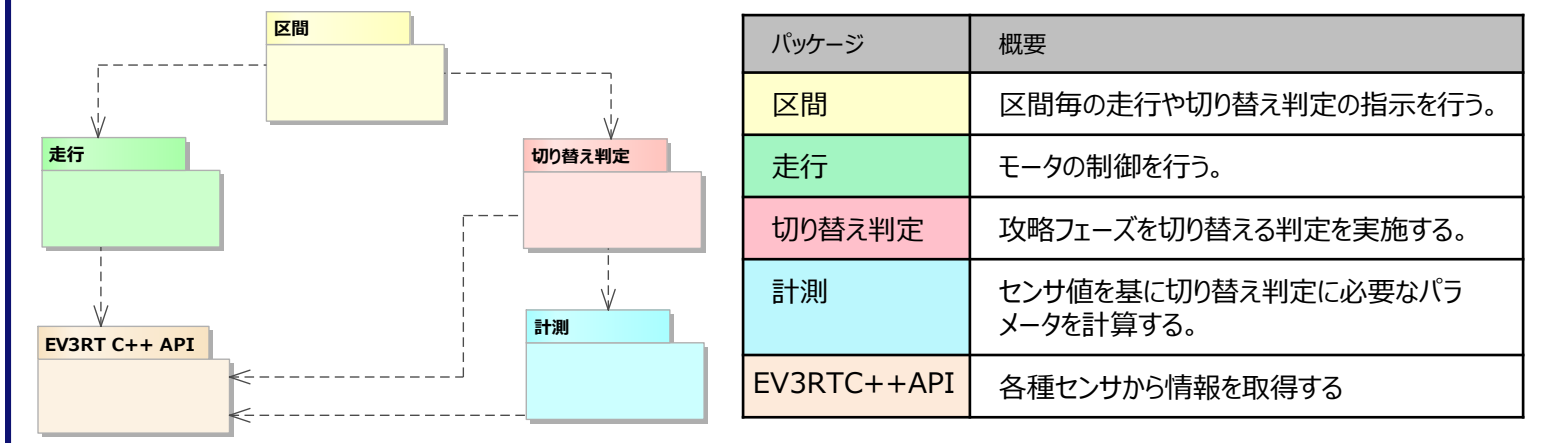 区間
走行
切り替え判定
計測
EV3RT C++ API
パッケージ 概要
区間 区間毎の走行や切り替え判定の指示を行う。
走行 モータの制御を行う。
切り替え判定 攻略フェーズを切り替える判定を実施する。
計測 センサ値を基に切り替え判定に必要なパラ
メータを計算する。
EV3RTC++API 各種センサから情報を取得する